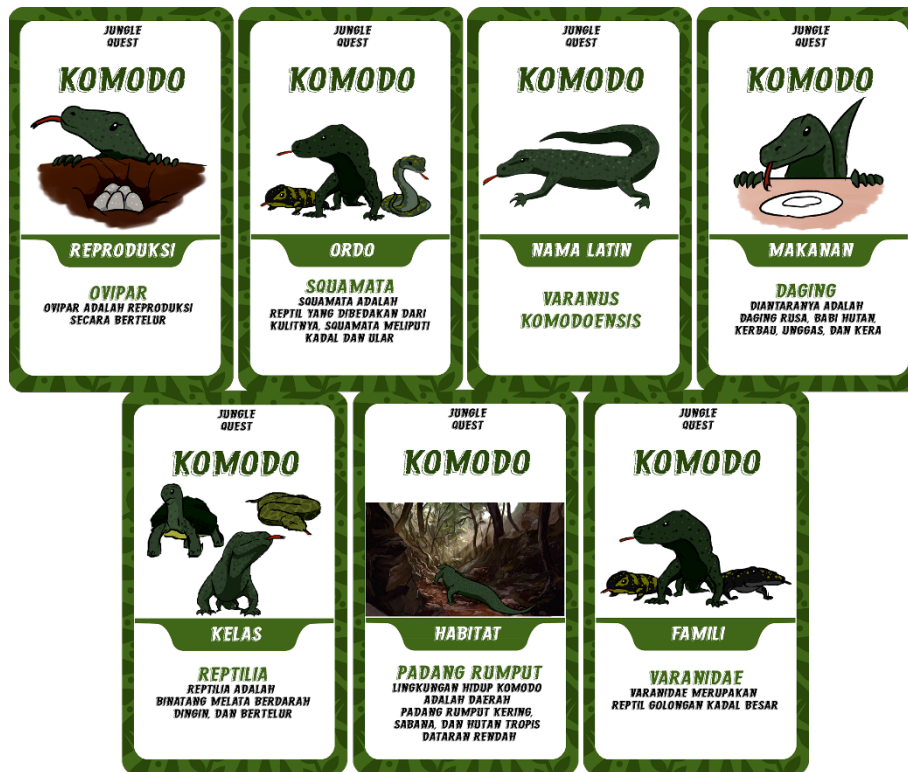 JUNGLE
QUEST
KOMODO
REPRODUKSI
OVIPAR
OVIPAR ADALAH REPRODUKSI
SECARA BERTELUR
JUNGLE
QUEST
KOMODO
ORDO
SQUAMATA
SQUAMATA ADALAH
REPTIL YANG DIBEDAKAN DARI
KULITNYA, SQUAMATA MELIPUTI
KADAL DAN ULAR
JUNGLE
QUEST
KOMODO
NAMA LATIN
VARANUS
KOMODOENSIS
JUNGLE
QUEST
KOMODO
MAKANAN
DAGING
DIANTARANYA ADALAH
DAGING RUSA, BABI HUTAN,
KERBAU, UNGGAS, DAN KERA
JUNGLE
QUEST
KOMODO
KELAS
REPTILIA
REPTILIA ADALAH
BINATANG MELATA BERDARAH
DINGIN, DAN BERTELUR
JUNGLE
QUEST
KOMODO
HABITAT
PADANG RUMPUT
LINGKUNGAN HIDUP KOMODO
ADALAH DAERAH
PADANG RUMPUT KERING,
SABANA, DAN HUTAN TROPIS
DATARAN RENDAH
JUNGLE
QUEST
KOMODO
FAMILI
VARANIDAE
VARANIDAE MERUPAKAN
REPTIL GOLONGAN KADAL BESAR